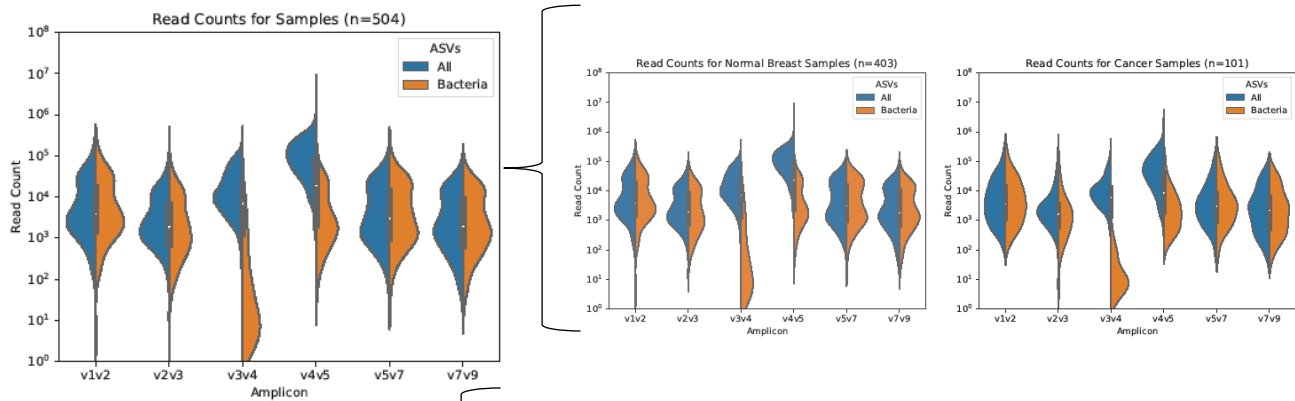 Read Counts for Samples (n=504)
10^8
10^7
10^6
10^5
10^4
10^3
10^2
10^1
10^0
Read Count
ASVs
All
Bacteria
v1v2 v2v3 v3v4 v4v5 v5v7 v7v9
Amplicon
Read Counts for Normal Breast Samples (n=403)
10^8
10^7
10^6
10^5
10^4
10^3
10^2
10^1
10^0
Read Count
ASVs
All
Bacteria
v1v2 v2v3 v3v4 v4v5 v5v7 v7v9
Amplicon
Read Counts for Cancer Samples (n=101)
10^8
10^7
10^6
10^5
10^4
10^3
10^2
10^1
10^0
Read Count
ASVs
All
Bacteria
v1v2 v2v3 v3v4 v4v5 v5v7 v7v9
Amplicon